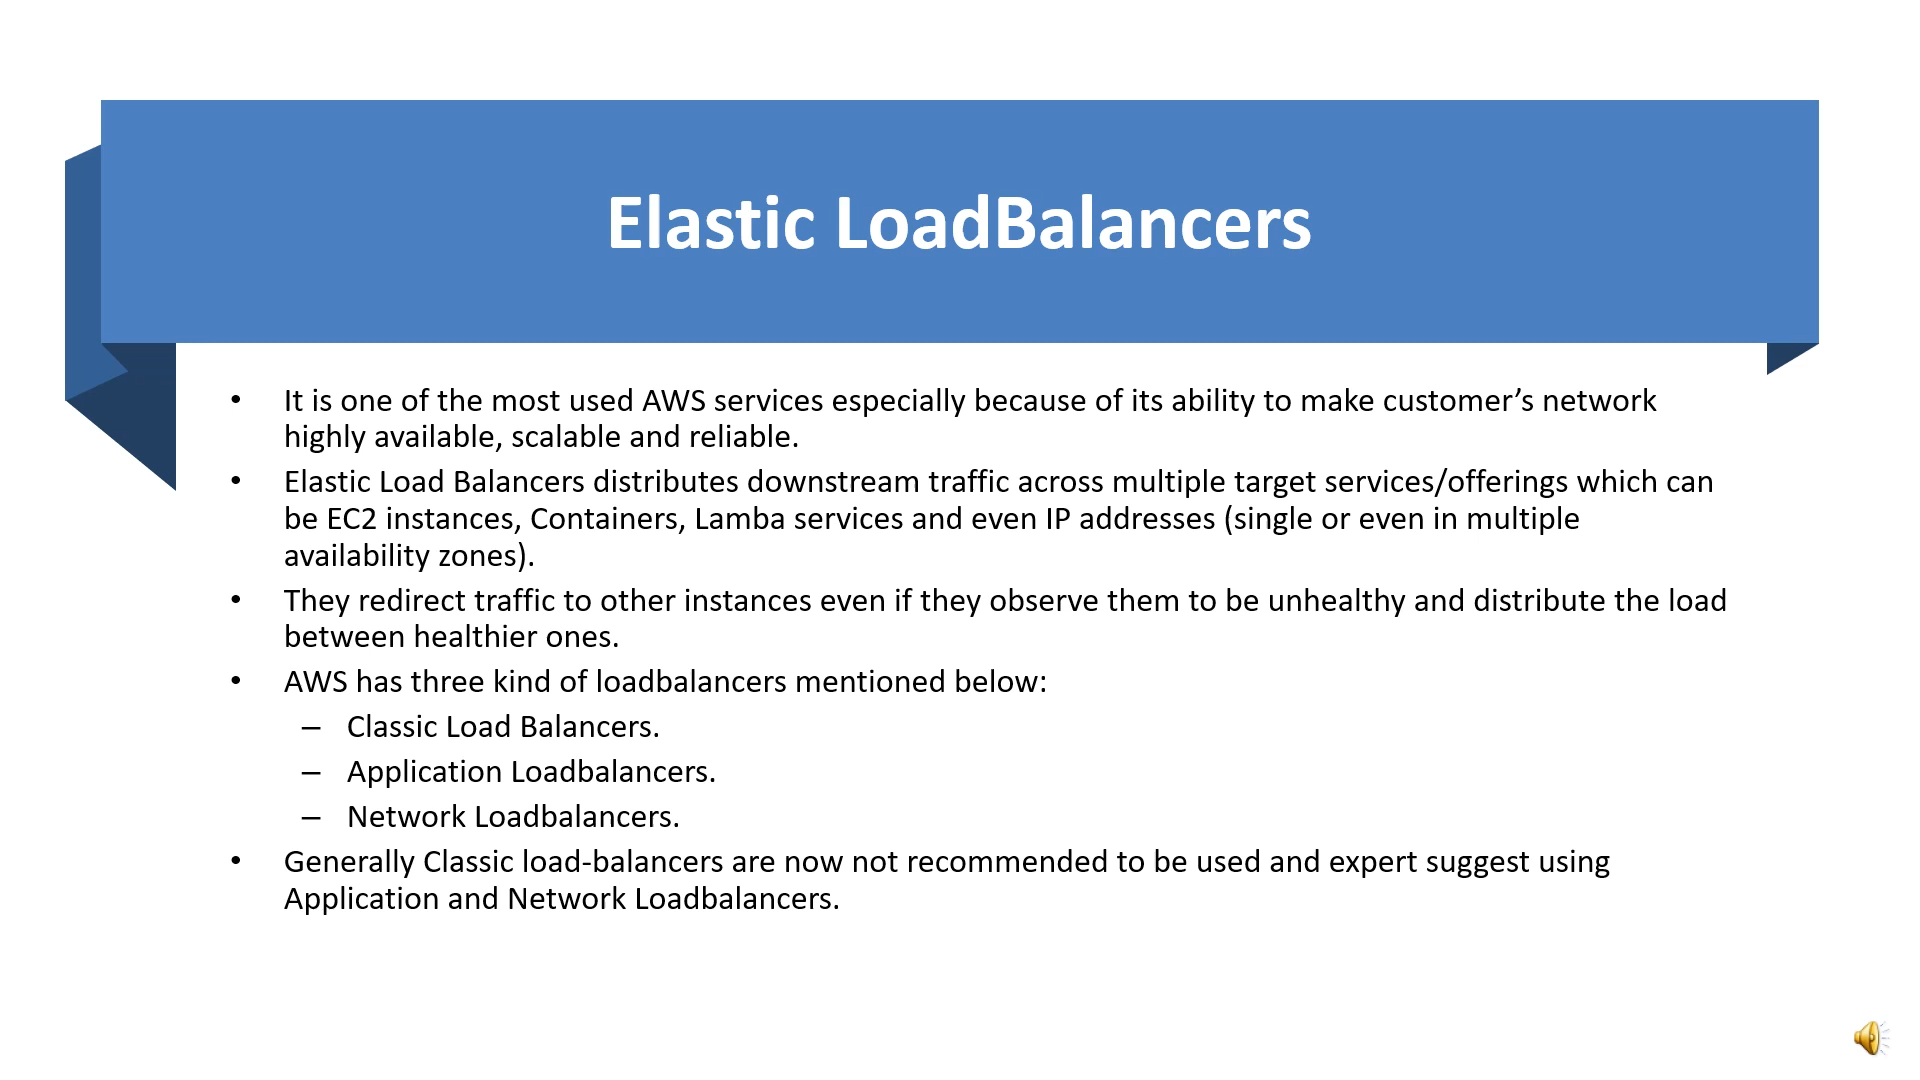 Elastic LoadBalancers
• It is one of the most used AWS services especially because of its ability to make customer’s network
highly available, scalable and reliable.
• Elastic Load Balancers distributes downstream traffic across multiple target services/offerings which can
be EC2 instances, Containers, Lamba services and even IP addresses (single or even in multiple
availability zones).
• They redirect traffic to other instances even if they observe them to be unhealthy and distribute the load
between healthier ones.
• AWS has three kind of loadbalancers mentioned below:
– Classic Load Balancers.
– Application Loadbalancers.
– Network Loadbalancers.
• Generally Classic load-balancers are now not recommended to be used and expert suggest using
Application and Network Loadbalancers.